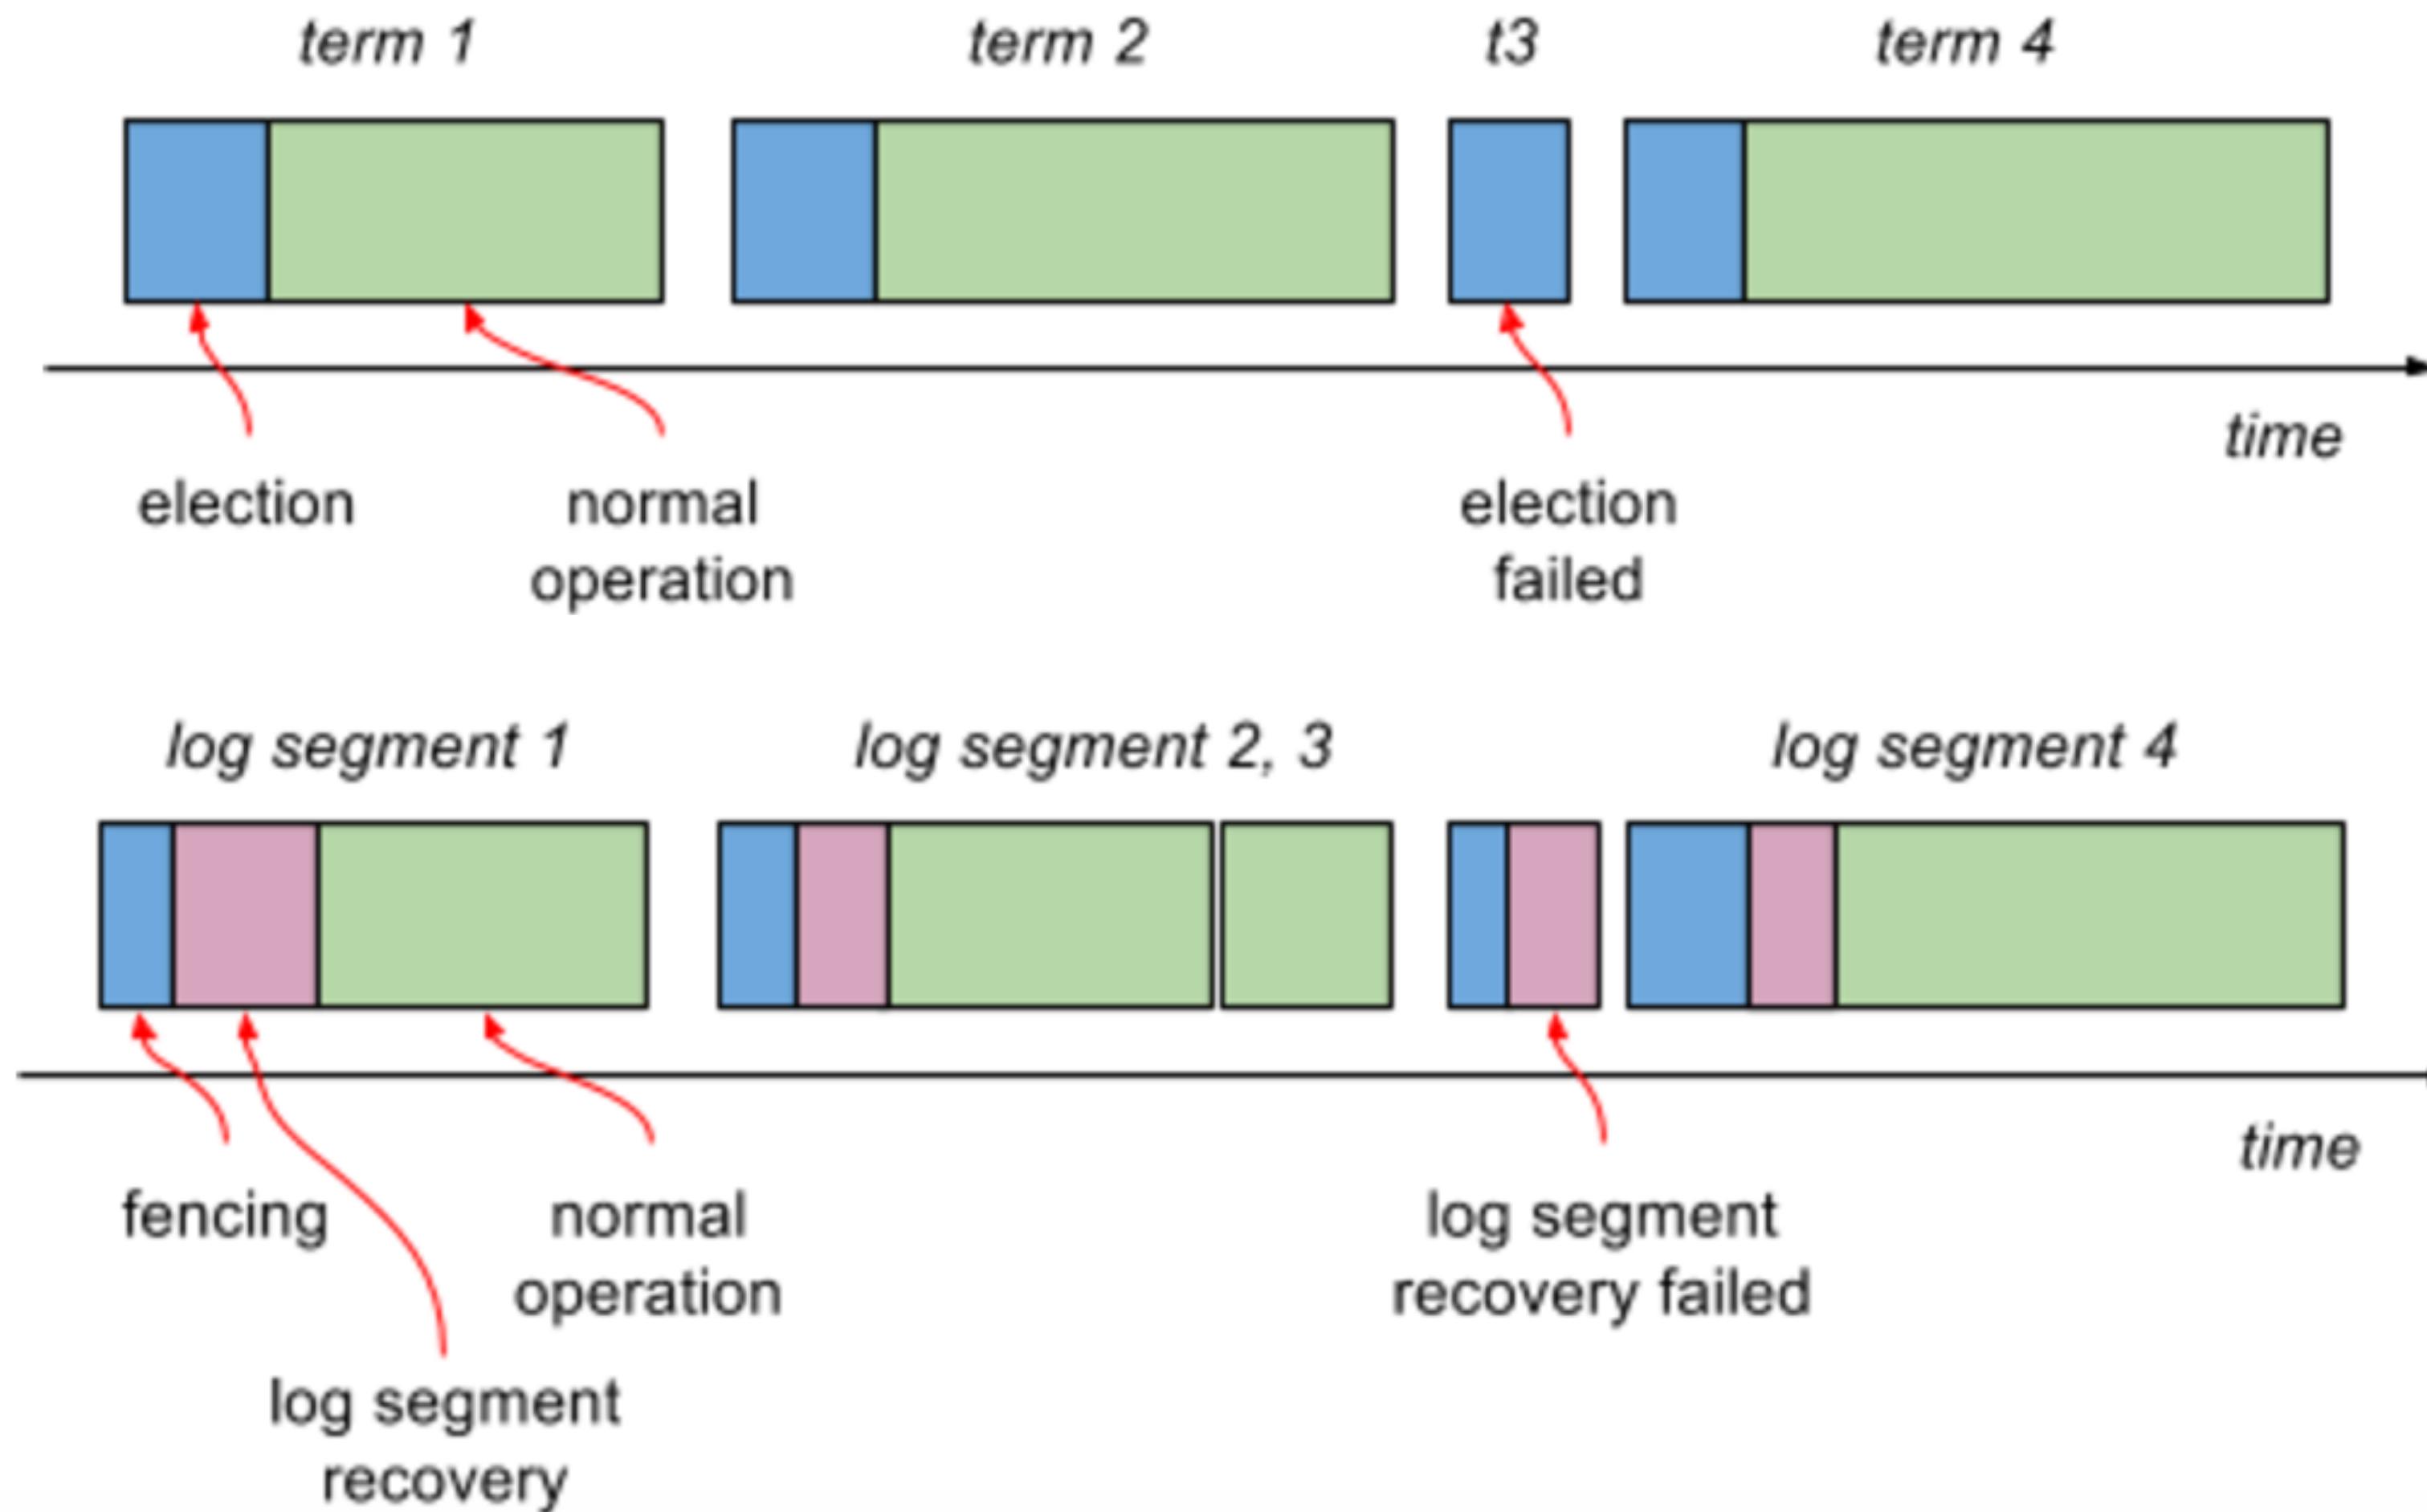 term 1
term 2
t3
term 4
time
election
normal
operation
election
failed
log segment 1
log segment 2, 3
log segment 4
time
fencing
normal
operation
log segment
recovery failed
log segment
recovery